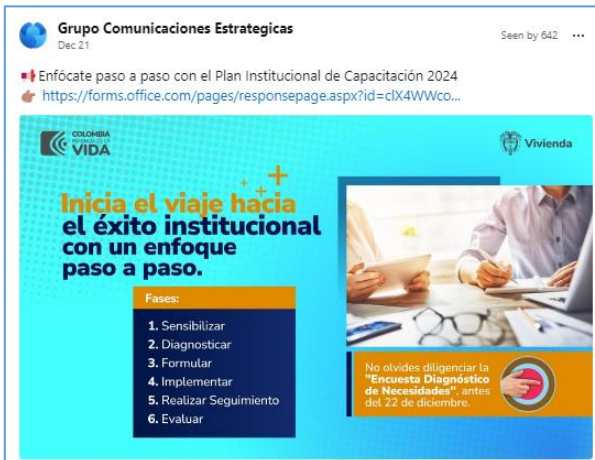 Grupo Comunicaciones Estrategicas
Dec 21
Seen by 642
Enfócate paso a paso con el Plan Institucional de Capacitación 2024
https://forms.office.com/pages/responsepage.aspx?id=clX4WWco...
COLOMBIA
POTENCIA DE LA
VIDA
Vivienda
Inicia el viaje hacia
el éxito institucional
con un enfoque
paso a paso.
Fases:
1. Sensibilizar
2. Diagnosticar
3. Formular
4. Implementar
5. Realizar Seguimiento
6. Evaluar
No olvides diligenciar la
"Encuesta Diagnóstico
de Necesidades", antes
del 22 de diciembre.